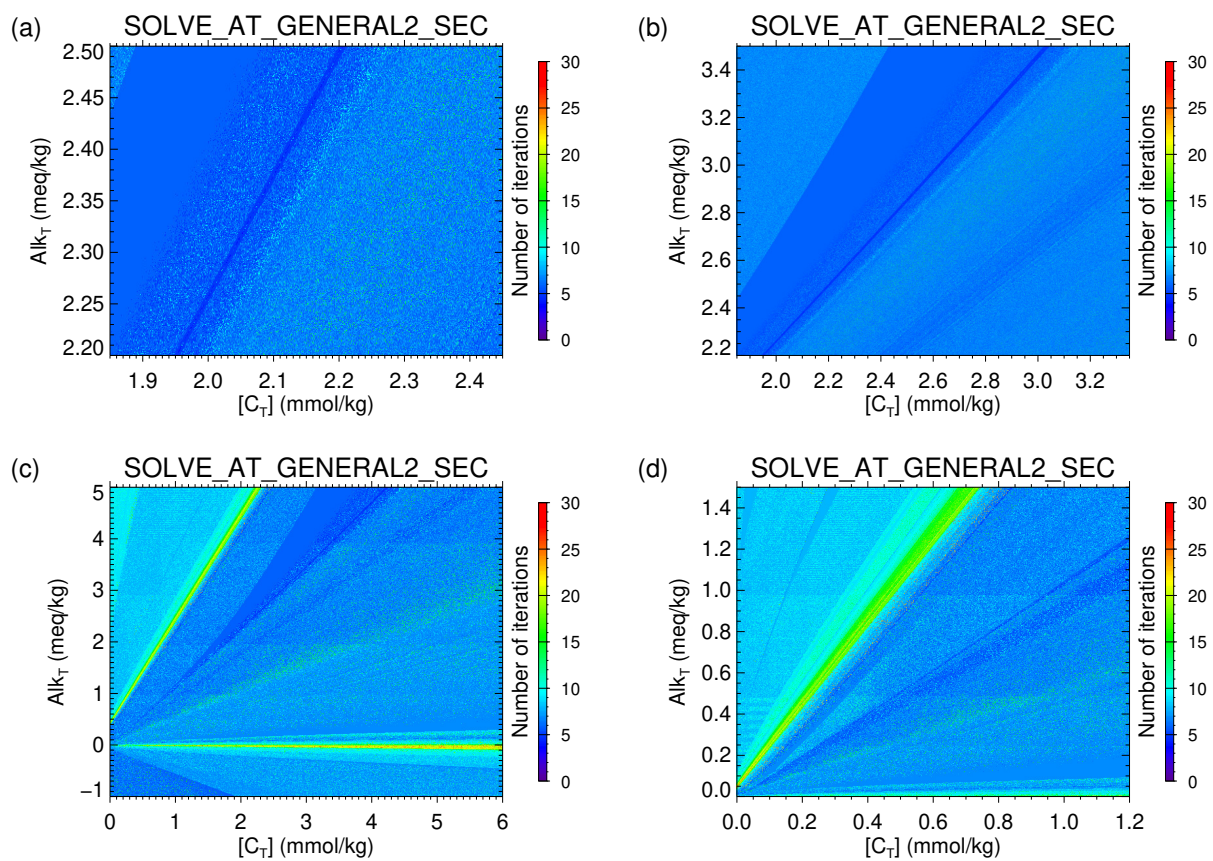 (a)
SOLVE_AT_GENERAL2_SEC
2.50
2.45
2.40
2.35
2.30
2.25
2.20
Alk_T (meq/kg)
1.9 2.0 2.1 2.2 2.3 2.4
[C_T] (mmol/kg)
30
25
20
15
10
5
0
Number of iterations
(b)
SOLVE_AT_GENERAL2_SEC
3.4
3.2
3.0
2.8
2.6
2.4
2.2
Alk_T (meq/kg)
2.0 2.2 2.4 2.6 2.8 3.0 3.2
[C_T] (mmol/kg)
30
25
20
15
10
5
0
Number of iterations
(c)
SOLVE_AT_GENERAL2_SEC
5
4
3
2
1
0
−1
Alk_T (meq/kg)
0 1 2 3 4 5 6
[C_T] (mmol/kg)
30
25
20
15
10
5
0
Number of iterations
(d)
SOLVE_AT_GENERAL2_SEC
1.4
1.2
1.0
0.8
0.6
0.4
0.2
0.0
Alk_T (meq/kg)
0.0 0.2 0.4 0.6 0.8 1.0 1.2
[C_T] (mmol/kg)
30
25
20
15
10
5
0
Number of iterations